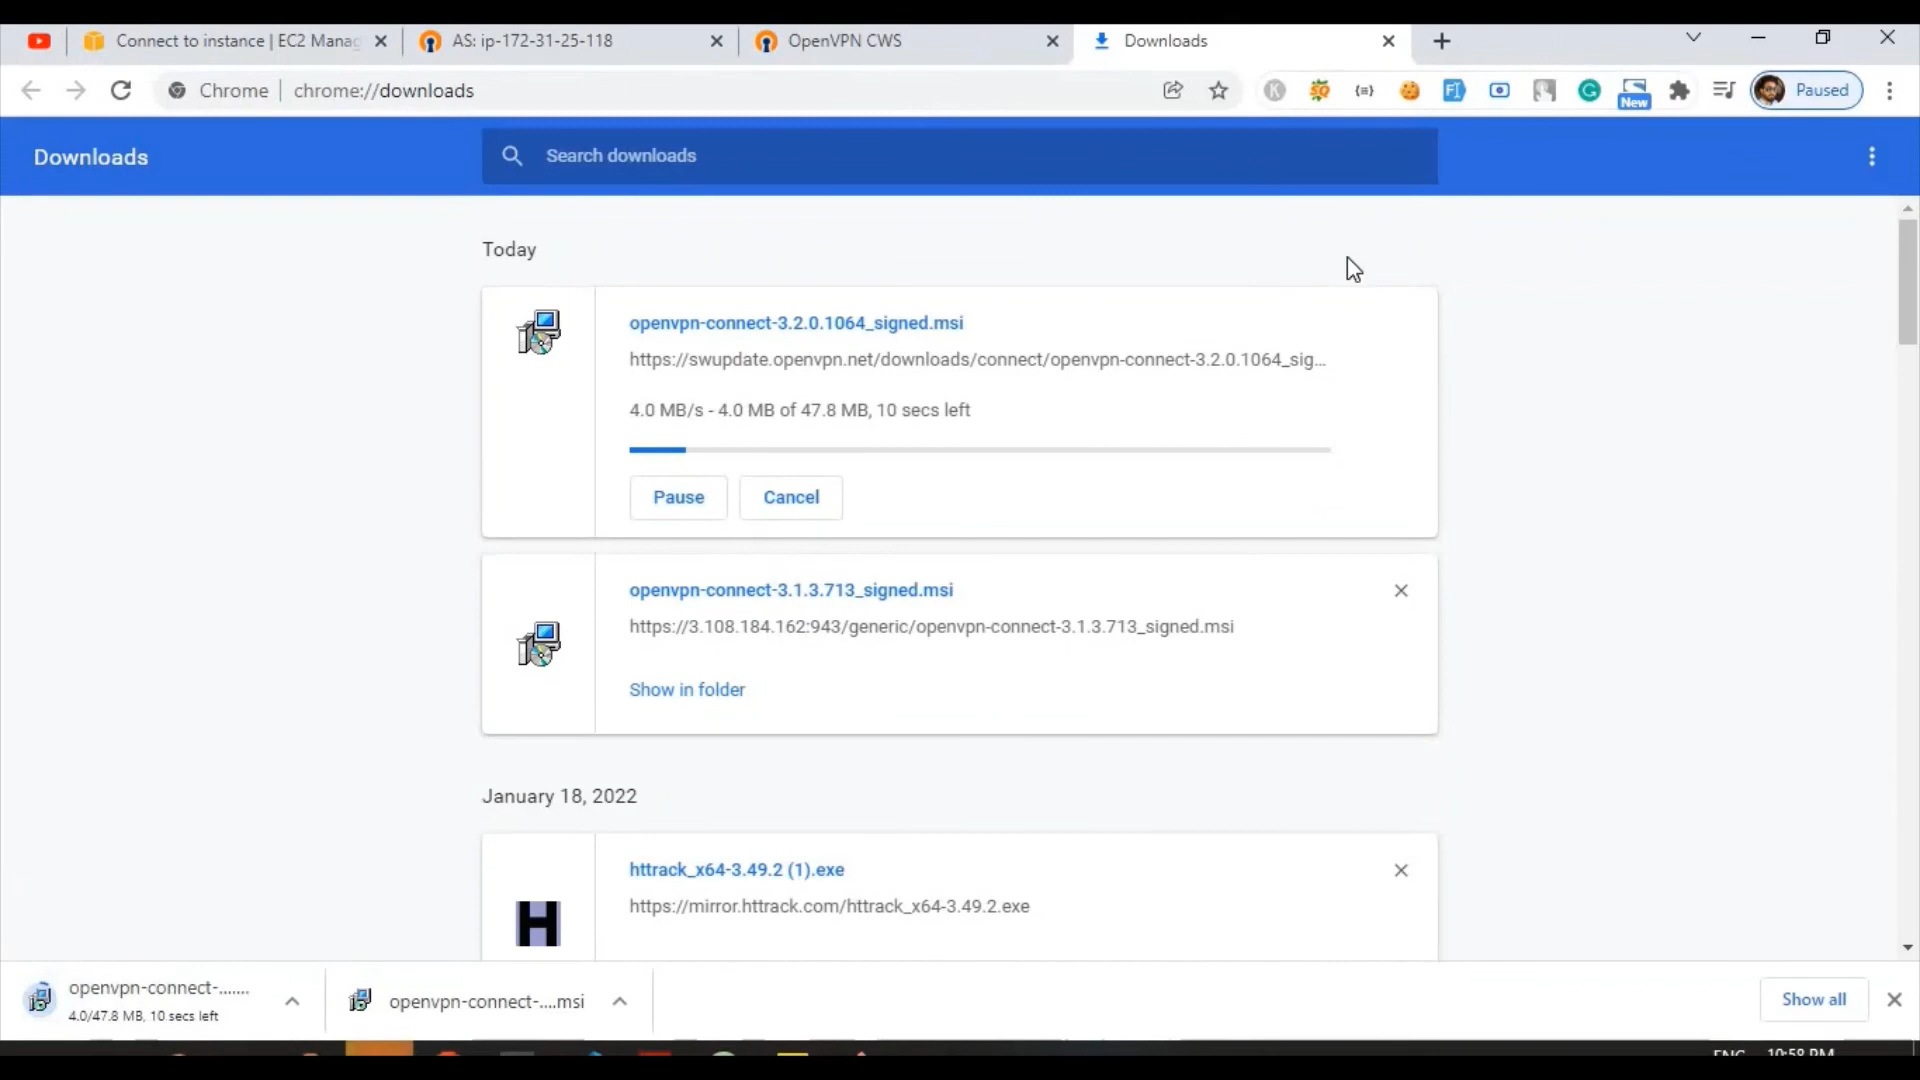 Connect to instance | EC2 Manag
AS: ip-172-31-25-118
OpenVPN CWS
Downloads
Chrome
chrome://downloads
New
Paused
Downloads
Search downloads
Today
openvpn-connect-3.2.0.1064_signed.msi
https://swupdate.openvpn.net/downloads/connect/openvpn-connect-3.2.0.1064_sig...
4.0 MB/s - 4.0 MB of 47.8 MB, 10 secs left
Pause
Cancel
openvpn-connect-3.1.3.713_signed.msi
https://3.108.184.162:943/generic/openvpn-connect-3.1.3.713_signed.msi
Show in folder
January 18, 2022
httrack_x64-3.49.2 (1).exe
https://mirror.httrack.com/httrack_x64-3.49.2.exe
H
openvpn-connect-.......
4.0/47.8 MB, 10 secs left
openvpn-connect-....msi
Show all
ENG
10:58 PM